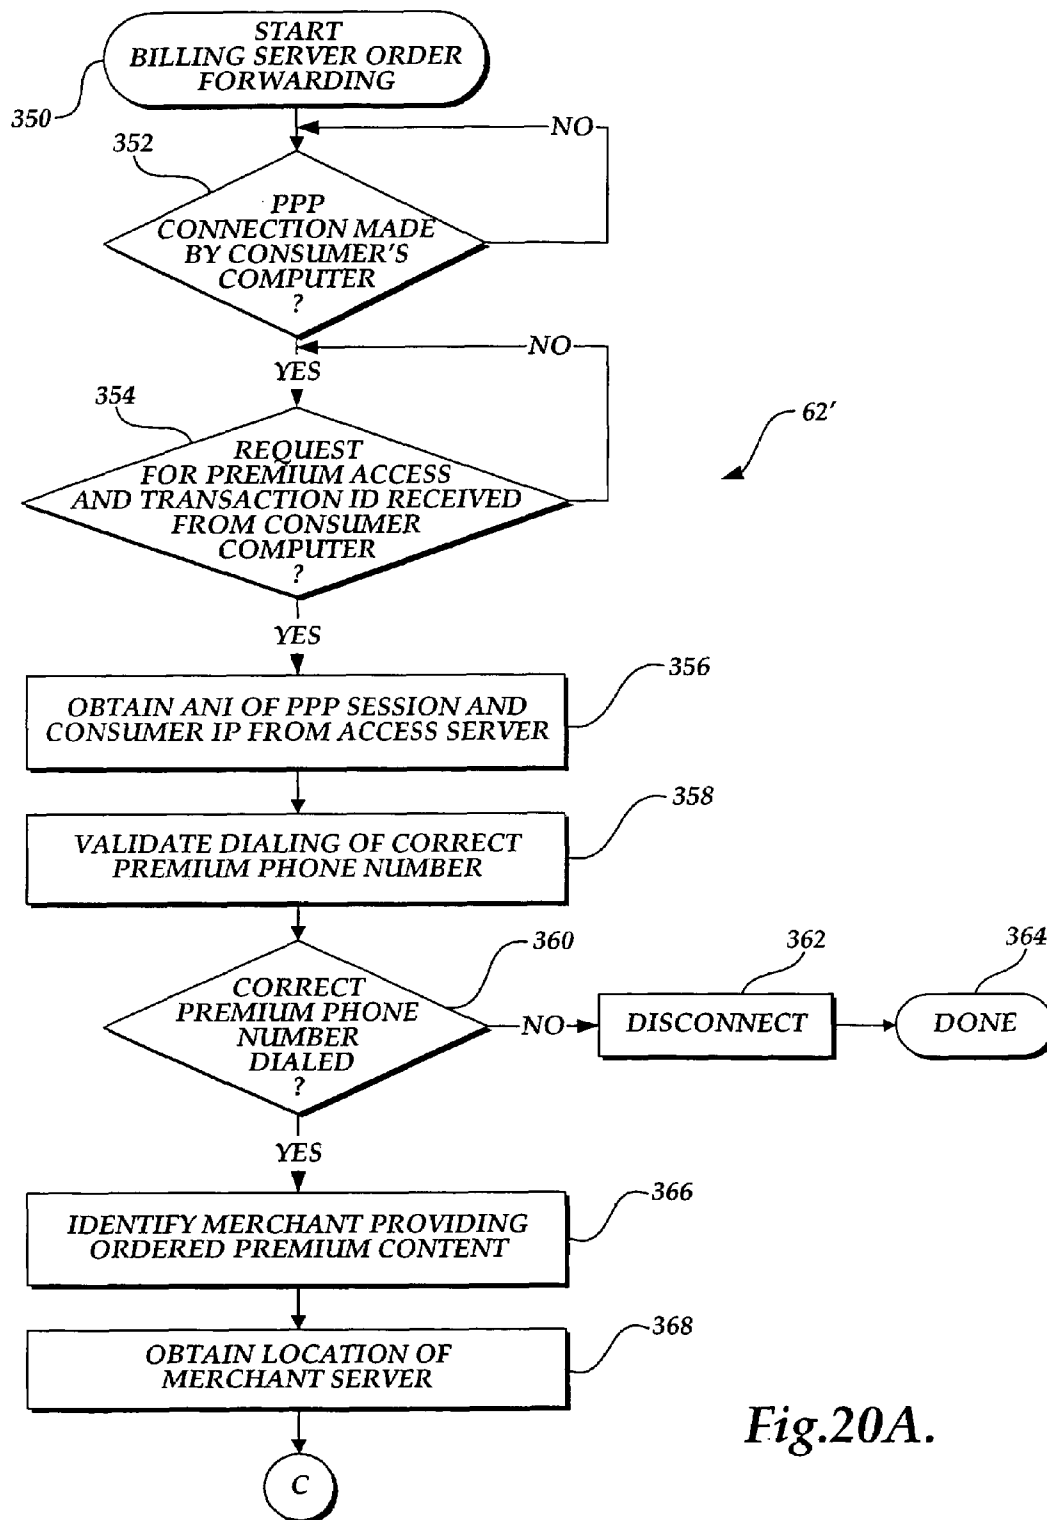 START
BILLING SERVER ORDER
FORWARDING
350
NO
352
PPP
CONNECTION MADE
BY CONSUMER'S
COMPUTER
?
NO
YES
354
62'
REQUEST
FOR PREMIUM ACCESS
AND TRANSACTION ID RECEIVED
FROM CONSUMER
COMPUTER
?
YES
356
OBTAIN ANI OF PPP SESSION AND
CONSUMER IP FROM ACCESS SERVER
358
VALIDATE DIALING OF CORRECT
PREMIUM PHONE NUMBER
360
362
364
CORRECT
PREMIUM PHONE
NUMBER
DIALED
?
NO
DISCONNECT
DONE
YES
366
IDENTIFY MERCHANT PROVIDING
ORDERED PREMIUM CONTENT
368
OBTAIN LOCATION OF
MERCHANT SERVER
Fig.20A.
C